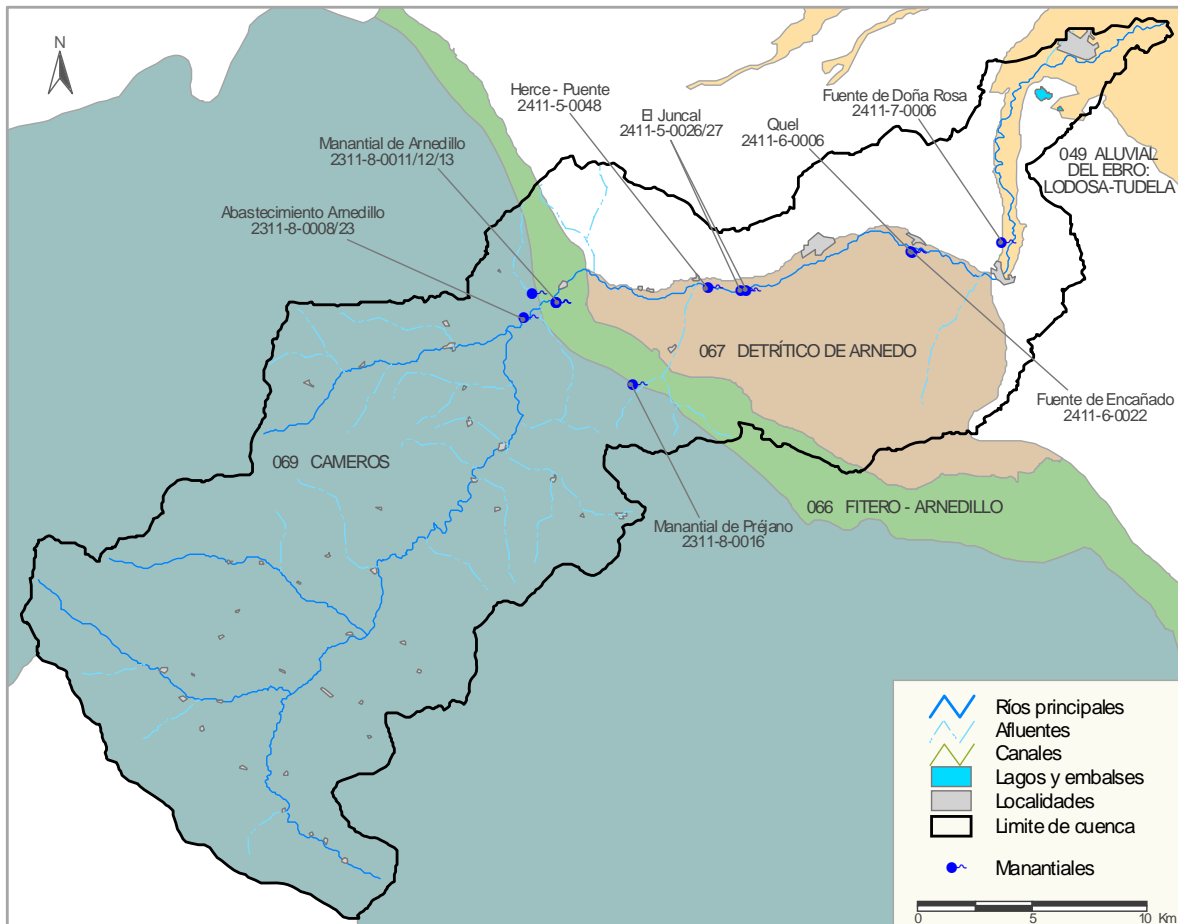 N
Herce - Puente
2411-5-0048
El Juncal
2411-5-0026/27
Fuente de Doña Rosa
2411-7-0006
Quel
2411-6-0006
Manantial de Arnedillo
2311-8-0011/12/13
049 ALUVIAL
DEL EBRO:
LODOSA-TUDELA
Abastecimiento Arnedillo
2311-8-0008/23
067 DETRÍTICO DE ARNEDO
Fuente de Encañado
2411-6-0022
069 CAMEROS
066 FITERO - ARNEDILLO
Manantial de Préjano
2311-8-0016
Ríos principales
Afluentes
Canales
Lagos y embalses
Localidades
Limite de cuenca
Manantiales
0 5 10 Km